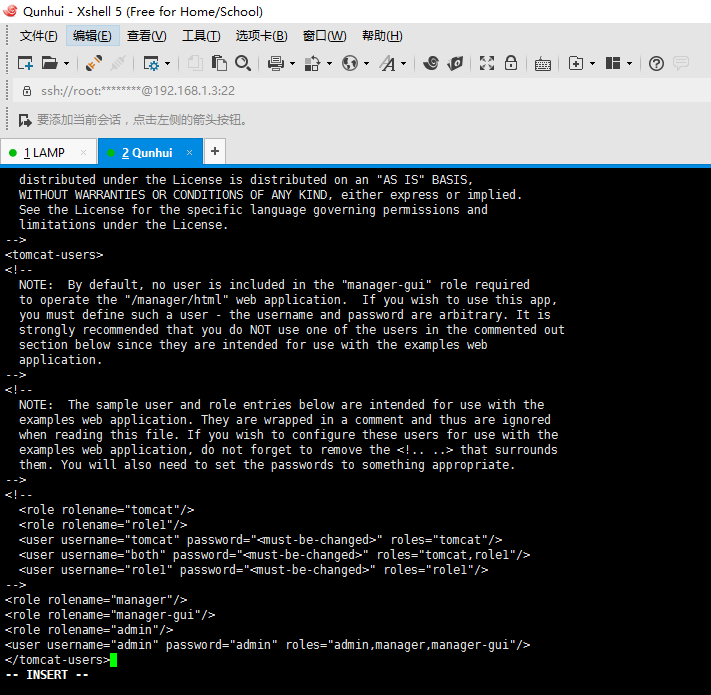 Qunhui - Xshell 5 (Free for Home/School)
文件(F) 编辑(E) 查看(V) 工具(T) 选项卡(B) 窗口(W) 帮助(H)
ssh://root:********@192.168.1.3:22
要添加当前会话，点击左侧的箭头按钮。
1 LAMP × 2 Qunhui × +
  distributed under the License is distributed on an "AS IS" BASIS,
  WITHOUT WARRANTIES OR CONDITIONS OF ANY KIND, either express or implied.
  See the License for the specific language governing permissions and
  limitations under the License.
-->
<tomcat-users>
<!--
  NOTE:  By default, no user is included in the "manager-gui" role required
  to operate the "/manager/html" web application.  If you wish to use this app,
  you must define such a user - the username and password are arbitrary. It is
  strongly recommended that you do NOT use one of the users in the commented out
  section below since they are intended for use with the examples web
  application.
-->
<!--
  NOTE:  The sample user and role entries below are intended for use with the
  examples web application. They are wrapped in a comment and thus are ignored
  when reading this file. If you wish to configure these users for use with the
  examples web application, do not forget to remove the <!.. ..> that surrounds
  them. You will also need to set the passwords to something appropriate.
-->
<!--
  <role rolename="tomcat"/>
  <role rolename="role1"/>
  <user username="tomcat" password="<must-be-changed>" roles="tomcat"/>
  <user username="both" password="<must-be-changed>" roles="tomcat,role1"/>
  <user username="role1" password="<must-be-changed>" roles="role1"/>
-->
<role rolename="manager"/>
<role rolename="manager-gui"/>
<role rolename="admin"/>
<user username="admin" password="admin" roles="admin,manager,manager-gui"/>
</tomcat-users>
-- INSERT --